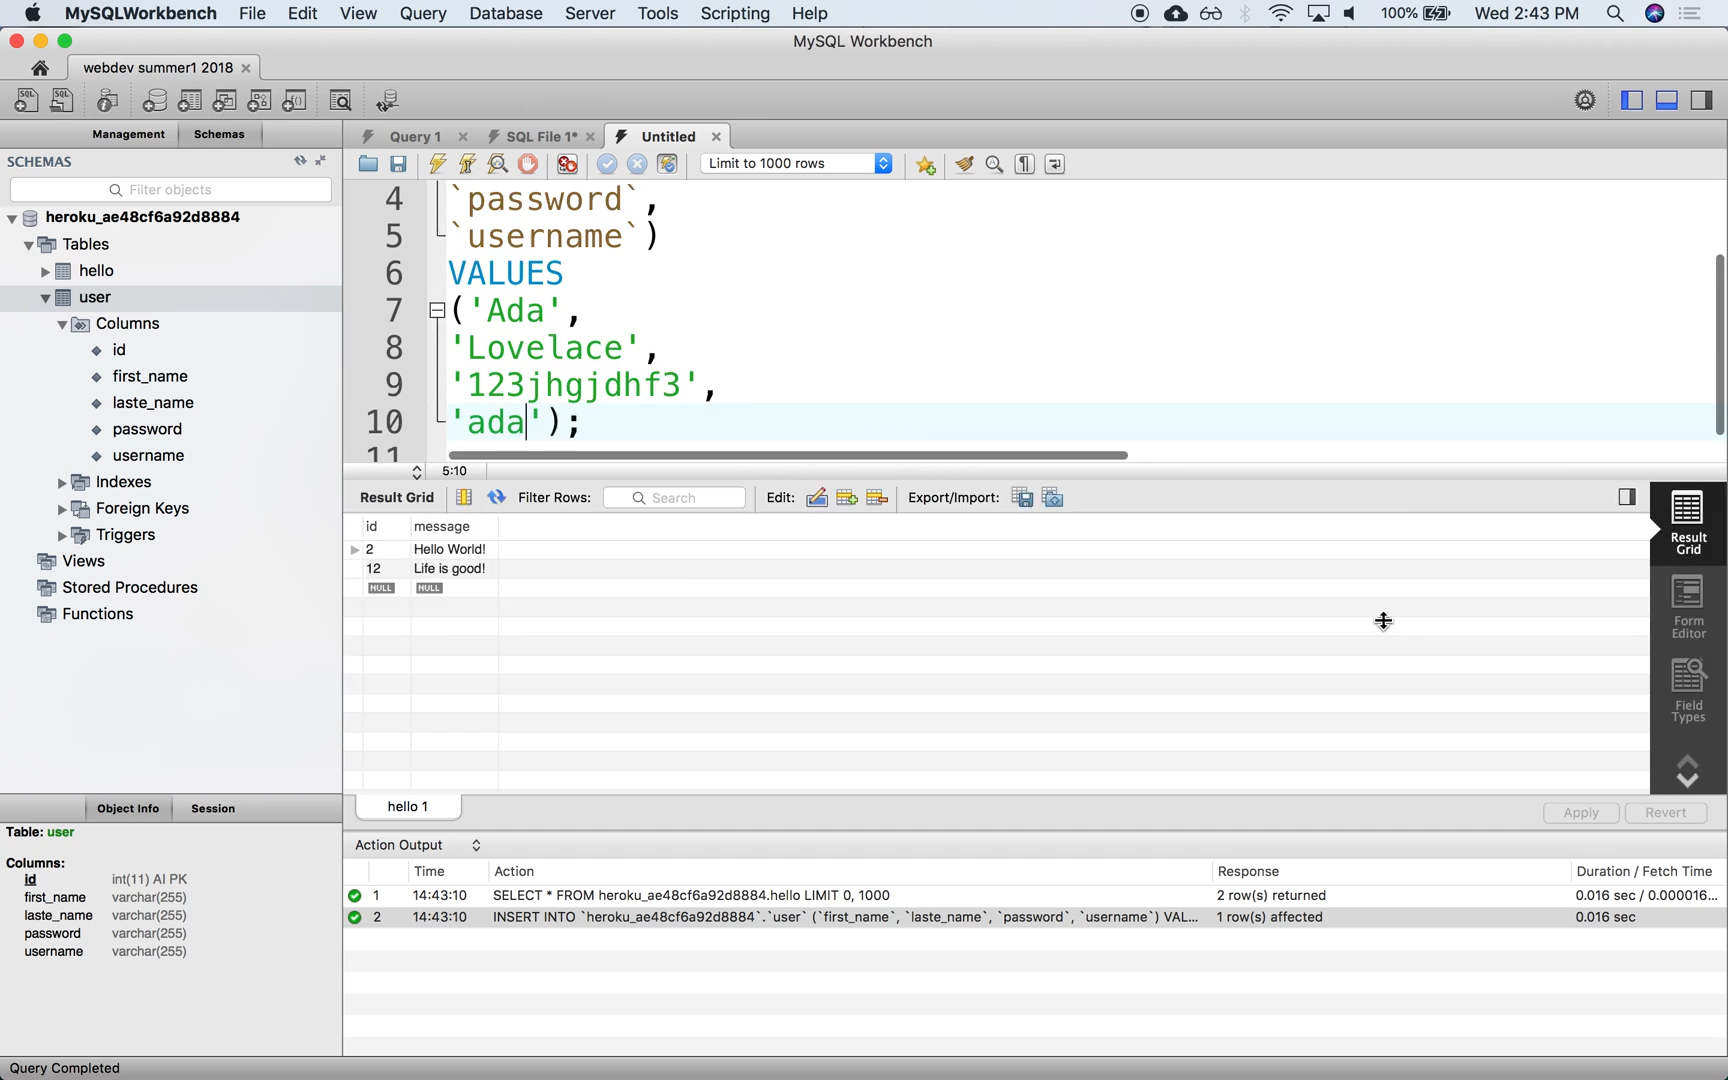 MySQLWorkbench File Edit View Query Database Server Tools Scripting Help 100% Wed 2:43 PM
MySQL Workbench
webdev summer1 2018
SQL SQL
Management Schemas
Query 1 SQL File 1* Untitled
SCHEMAS
Limit to 1000 rows
Filter objects
heroku_ae48cf6a92d8884
Tables
hello
user
Columns
id
first_name
laste_name
password
username
Indexes
Foreign Keys
Triggers
Views
Stored Procedures
Functions
4 `password`,
5 `username`)
6 VALUES
7 ('Ada',
8 'Lovelace',
9 '123jhgjdhf3',
10 'ada');
11
5:10
Result Grid Filter Rows: Search Edit: Export/Import:
id message
2 Hello World!
12 Life is good!
NULL NULL
Result
Grid
Form
Editor
Field
Types
hello 1
Apply Revert
Object Info Session
Table: user
Columns:
id int(11) AI PK
first_name varchar(255)
laste_name varchar(255)
password varchar(255)
username varchar(255)
Action Output
Time Action Response Duration / Fetch Time
1 14:43:10 SELECT * FROM heroku_ae48cf6a92d8884.hello LIMIT 0, 1000 2 row(s) returned 0.016 sec / 0.000016...
2 14:43:10 INSERT INTO `heroku_ae48cf6a92d8884`.`user` (`first_name`, `laste_name`, `password`, `username`) VAL... 1 row(s) affected 0.016 sec
Query Completed